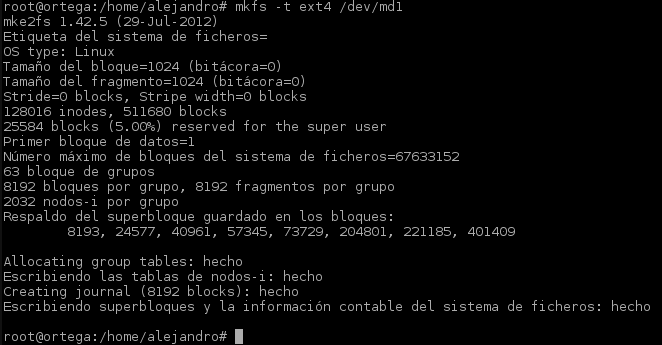 root@ortega:/home/alejandro# mkfs -t ext4 /dev/md1
mke2fs 1.42.5 (29-Jul-2012)
Etiqueta del sistema de ficheros=
OS type: Linux
Tamaño del bloque=1024 (bitácora=0)
Tamaño del fragmento=1024 (bitácora=0)
Stride=0 blocks, Stripe width=0 blocks
128016 inodes, 511680 blocks
25584 blocks (5.00%) reserved for the super user
Primer bloque de datos=1
Número máximo de bloques del sistema de ficheros=67633152
63 bloque de grupos
8192 bloques por grupo, 8192 fragmentos por grupo
2032 nodos-i por grupo
Respaldo del superbloque guardado en los bloques:
8193, 24577, 40961, 57345, 73729, 204801, 221185, 401409
Allocating group tables: hecho
Escribiendo las tablas de nodos-i: hecho
Creating journal (8192 blocks): hecho
Escribiendo superbloques y la información contable del sistema de ficheros: hecho
root@ortega:/home/alejandro#